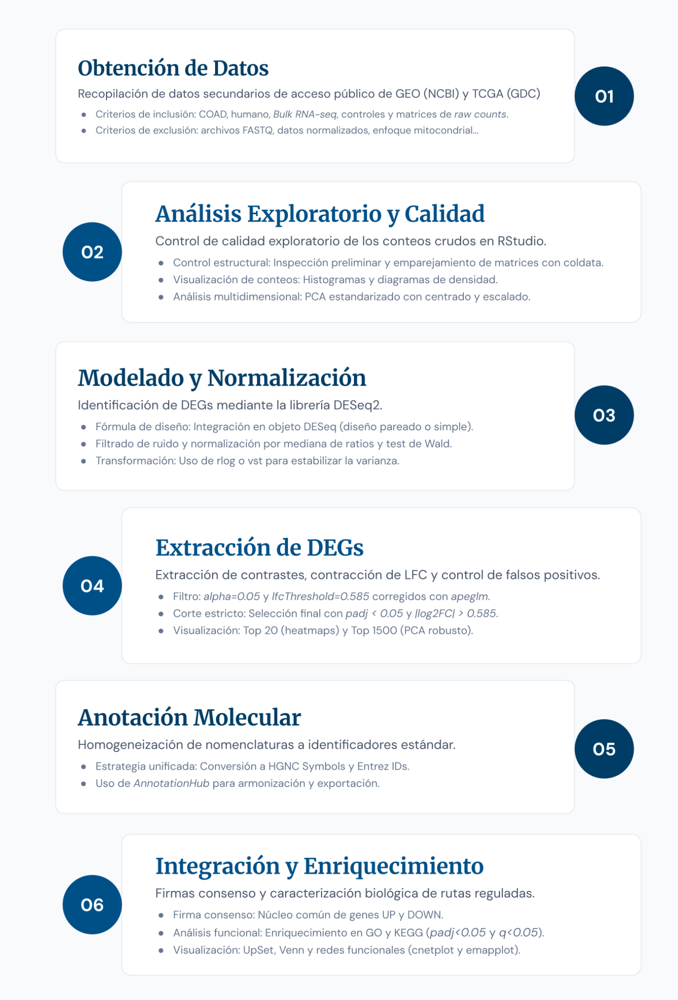 Obtención de Datos
Recopilación de datos secundarios de acceso público de GEO (NCBI) y TCGA (GDC)
● Criterios de inclusión: COAD, humano, Bulk RNA-seq, controles y matrices de raw counts.
● Criterios de exclusión: archivos FASTQ, datos normalizados, enfoque mitocondrial...
01
02
Análisis Exploratorio y Calidad
Control de calidad exploratorio de los conteos crudos en RStudio.
● Control estructural: Inspección preliminar y emparejamiento de matrices con coldata.
● Visualización de conteos: Histogramas y diagramas de densidad.
● Análisis multidimensional: PCA estandarizado con centrado y escalado.
Modelado y Normalización
Identificación de DEGs mediante la librería DESeq2.
● Fórmula de diseño: Integración en objeto DESeq (diseño pareado o simple).
● Filtrado de ruido y normalización por mediana de ratios y test de Wald.
● Transformación: Uso de rlog o vst para estabilizar la varianza.
03
04
Extracción de DEGs
Extracción de contrastes, contracción de LFC y control de falsos positivos.
● Filtro: alpha=0.05 y lfcThreshold=0.585 corregidos con apeglm.
● Corte estricto: Selección final con padj < 0.05 y |log2FC| > 0.585.
● Visualización: Top 20 (heatmaps) y Top 1500 (PCA robusto).
Anotación Molecular
Homogeneización de nomenclaturas a identificadores estándar.
● Estrategia unificada: Conversión a HGNC Symbols y Entrez IDs.
● Uso de AnnotationHub para armonización y exportación.
05
06
Integración y Enriquecimiento
Firmas consenso y caracterización biológica de rutas reguladas.
● Firma consenso: Núcleo común de genes UP y DOWN.
● Análisis funcional: Enriquecimiento en GO y KEGG (padj<0.05 y q<0.05).
● Visualización: UpSet, Venn y redes funcionales (cnetplot y emapplot).